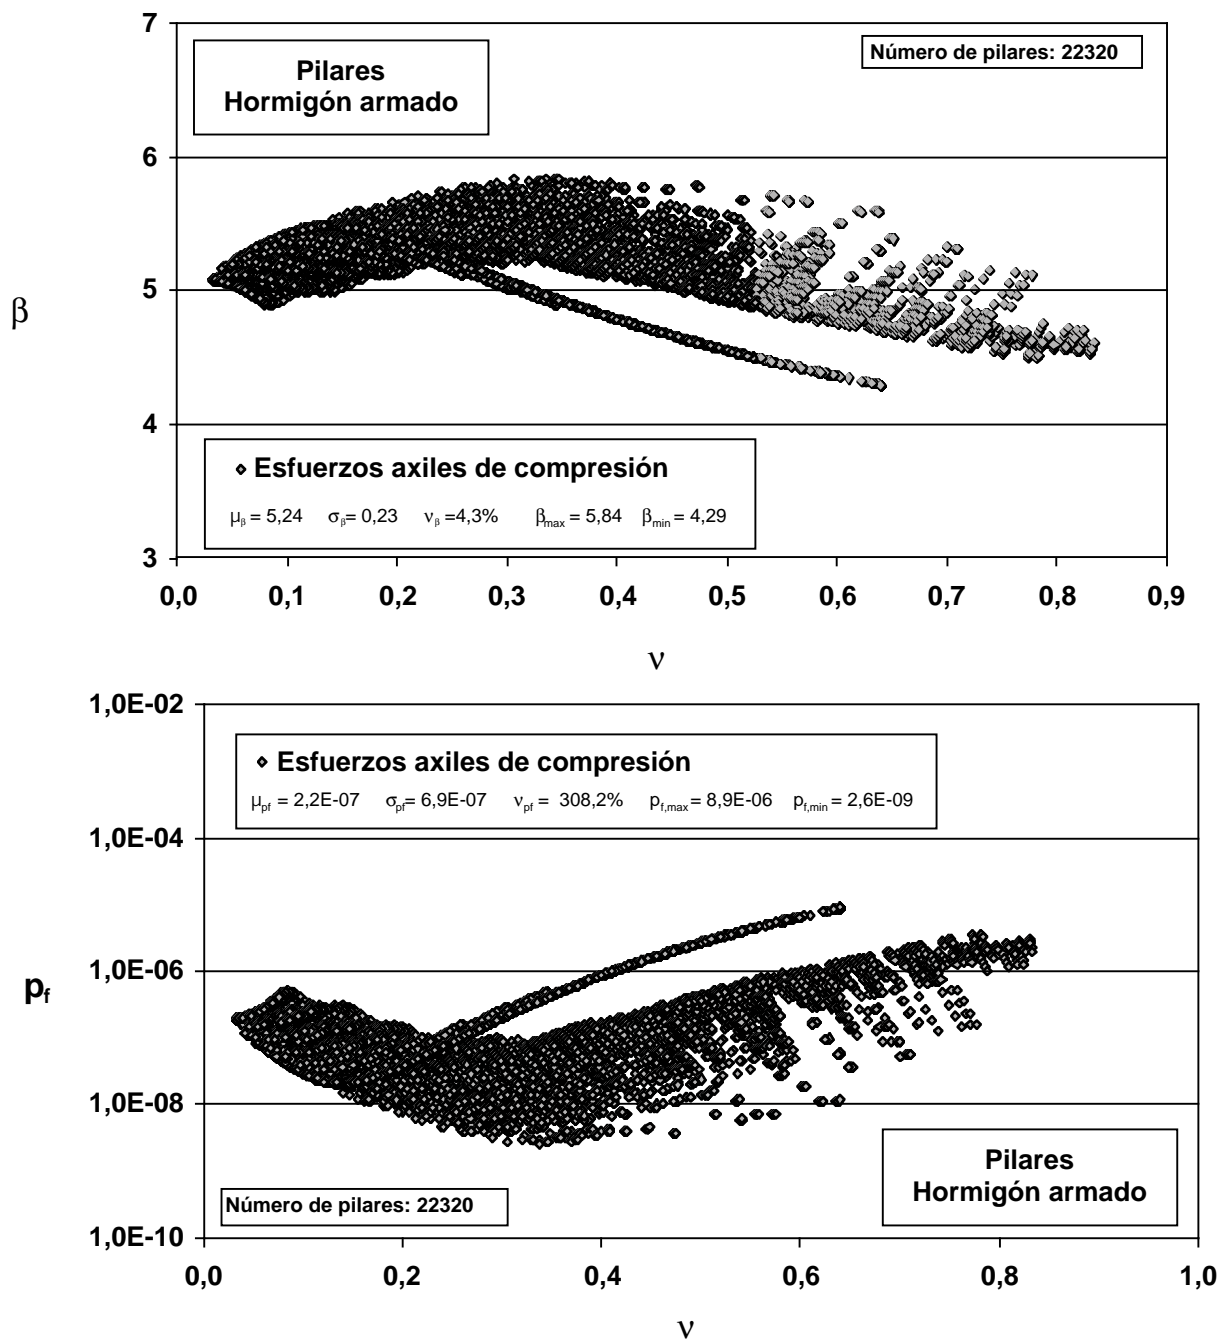 7
Pilares
Hormigón armado
Número de pilares: 22320
6
5
β
4
Esfuerzos axiles de compresión
μβ = 5,24 σβ= 0,23 νβ =4,3% βmax = 5,84 βmin = 4,29
3
0,0 0,1 0,2 0,3 0,4 0,5 0,6 0,7 0,8 0,9
ν
1,0E-02
Esfuerzos axiles de compresión
μpf = 2,2E-07 σpf= 6,9E-07 νpf = 308,2% pf,max = 8,9E-06 pf,min = 2,6E-09
1,0E-04
1,0E-06
pf
1,0E-08
Pilares
Hormigón armado
Número de pilares: 22320
1,0E-10
0,0 0,2 0,4 0,6 0,8 1,0
ν